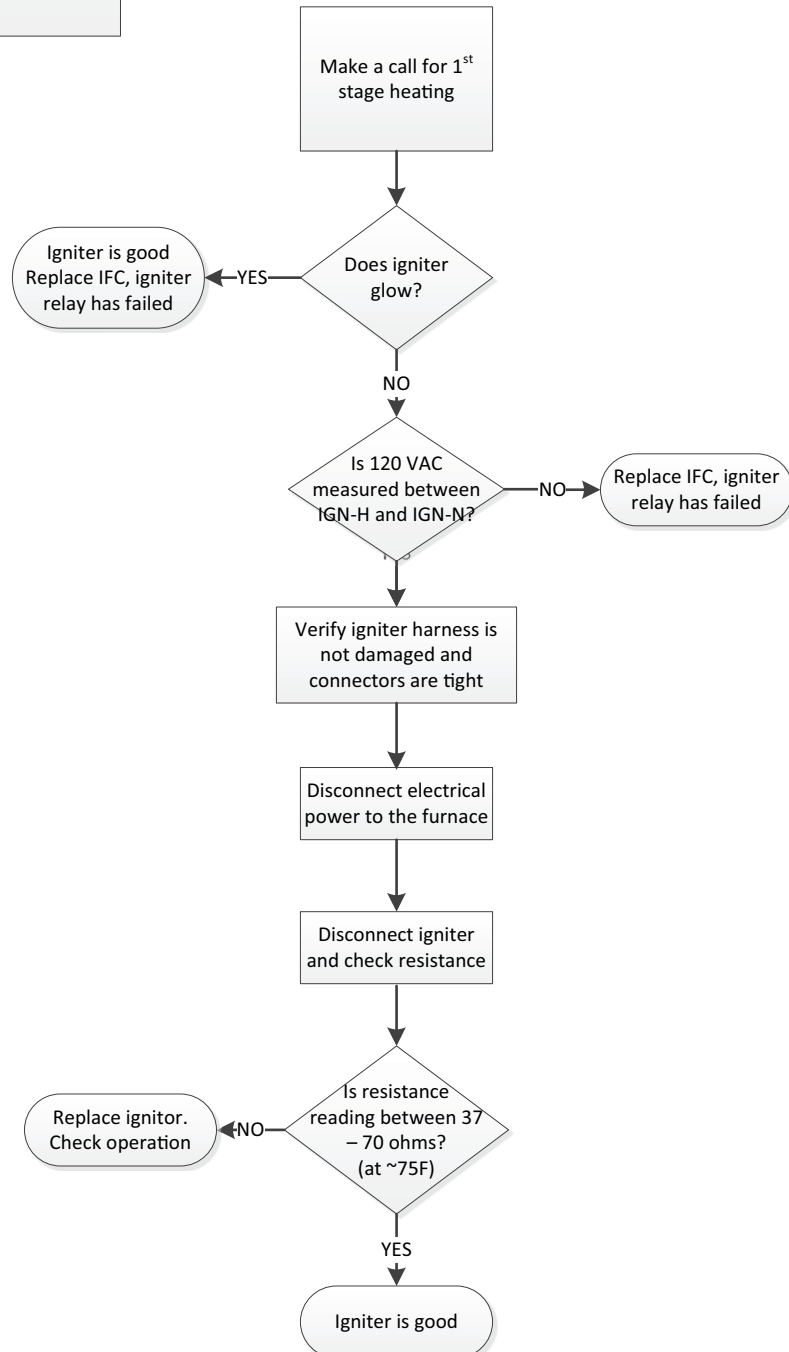 Make a call for 1st
stage heating
Does igniter
glow?
YES
Igniter is good
Replace IFC, igniter
relay has failed
NO
Is 120 VAC
measured between
IGN-H and IGN-N?
NO
Replace IFC, igniter
relay has failed
Verify igniter harness is
not damaged and
connectors are tight
Disconnect electrical
power to the furnace
Disconnect igniter
and check resistance
Is resistance
reading between 37
– 70 ohms?
(at ~75F)
NO
Replace ignitor.
Check operation
YES
Igniter is good